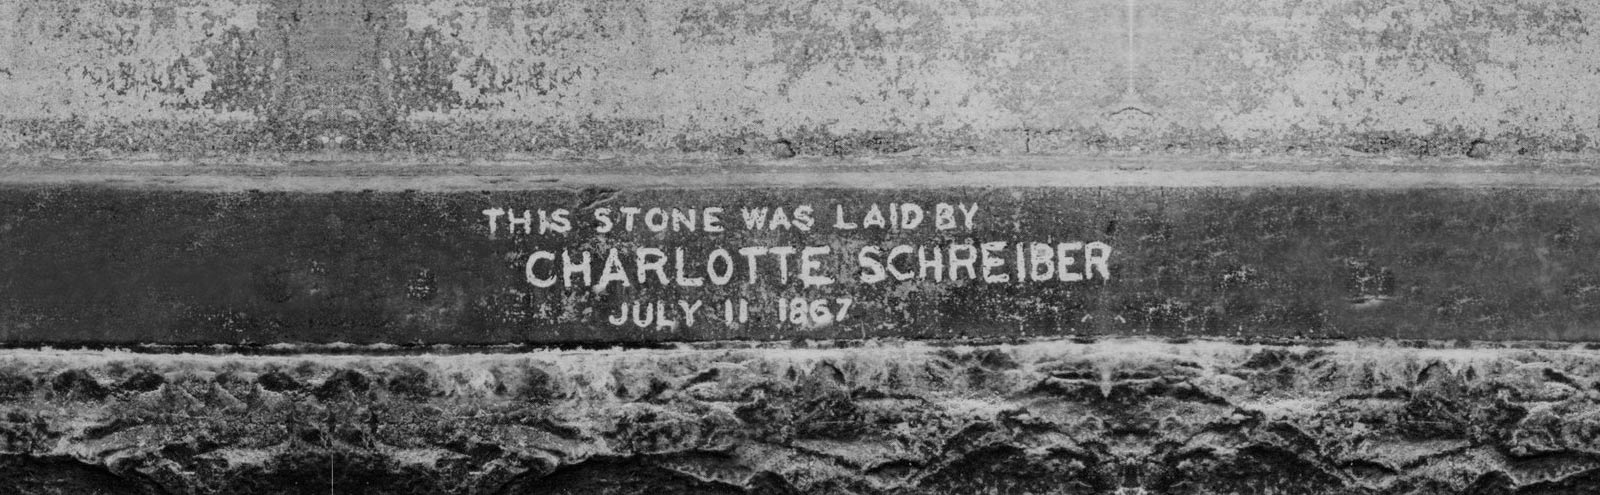 THIS STONE WAS LAID BY
CHARLOTTE SCHREIBER
JULY 11 1867